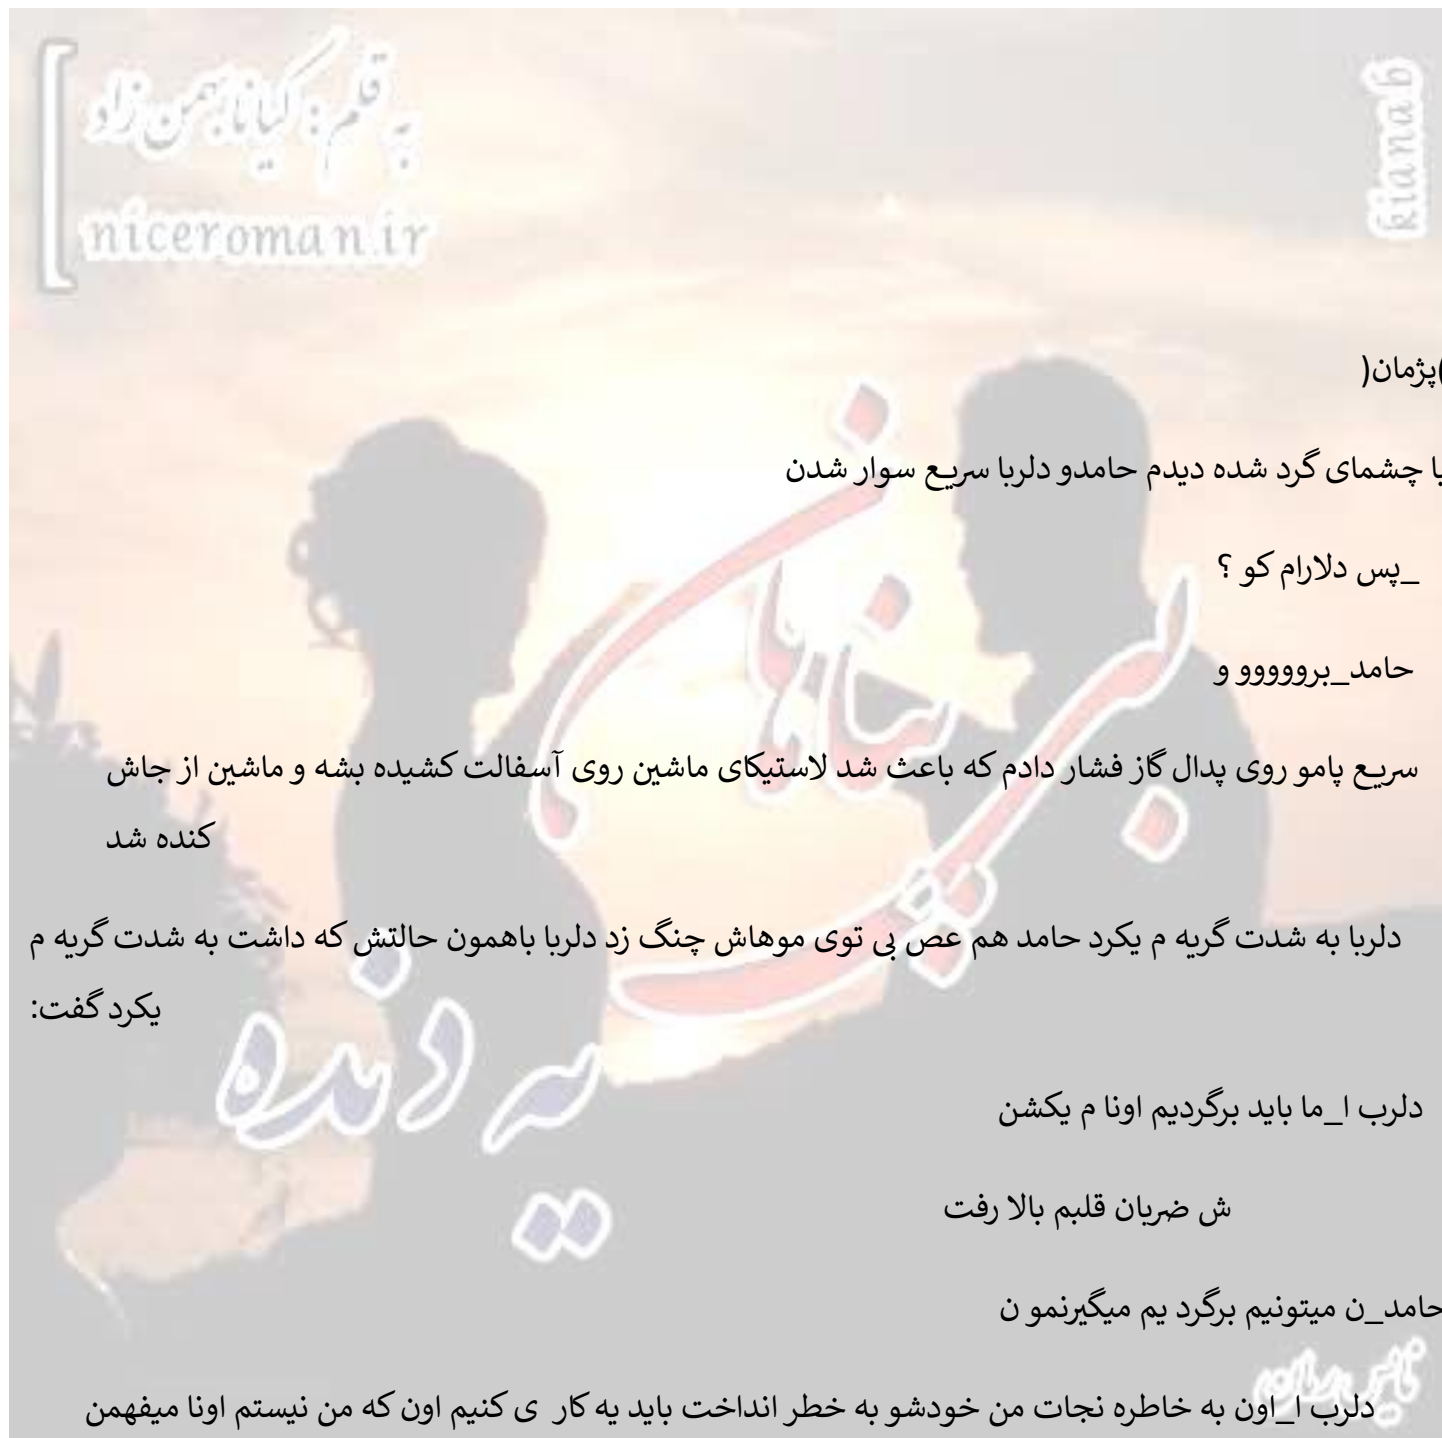 به قلم: کیانا بهمن زاد
niceroman.ir
kianab
)پژمان(
با چشمای گرد شده دیدم حامدو دلربا سریع سوار شدن
_پس دلارام کو ؟
حامد_بروووووو و
سریع پامو روی پدال گاز فشار دادم که باعث شد لاستیکای ماشین روی آسفالت کشیده بشه و ماشین از جاش
کنده شد
دلربا به شدت گریه م یکرد حامد هم عص بی توی موهاش چنگ زد دلربا باهمون حالتش که داشت به شدت گریه م
یکرد گفت:
دلرب ا_ما باید برگردیم اونا م یکشن
ش ضربان قلبم بالا رفت
حامد_ن میتونیم برگرد یم میگیرنمو ن
دلرب ا_اون به خاطره نجات من خودشو به خطر انداخت باید یه کار ی کنیم اون که من نیستم اونا میفهمن
یه دنده